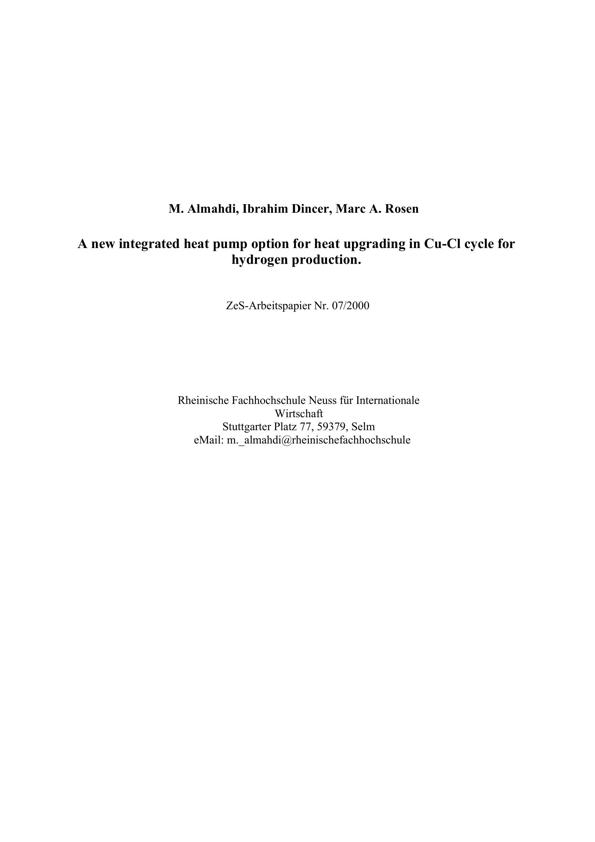 M. Almahdi, Ibrahim Dincer, Marc A. Rosen
A new integrated heat pump option for heat upgrading in Cu-Cl cycle for
hydrogen production.
ZeS-Arbeitspapier Nr. 07/2000
Rheinische Fachhochschule Neuss für Internationale
Wirtschaft
Stuttgarter Platz 77, 59379, Selm
eMail: m._almahdi@rheinischefachhochschule